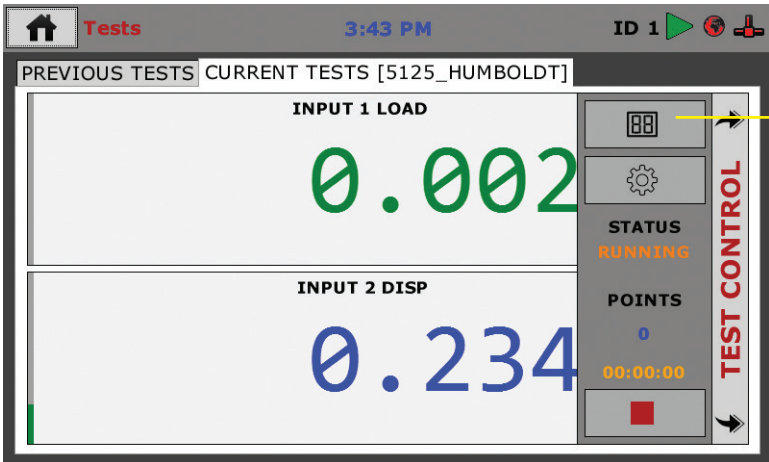 Tests 3:43 PM ID 1
PREVIOUS TESTS CURRENT TESTS [5125_HUMBOLDT]
INPUT 1 LOAD
0.002
INPUT 2 DISP
0.234
88
STATUS
RUNNING
POINTS
0
00:00:00
TEST CONTROL